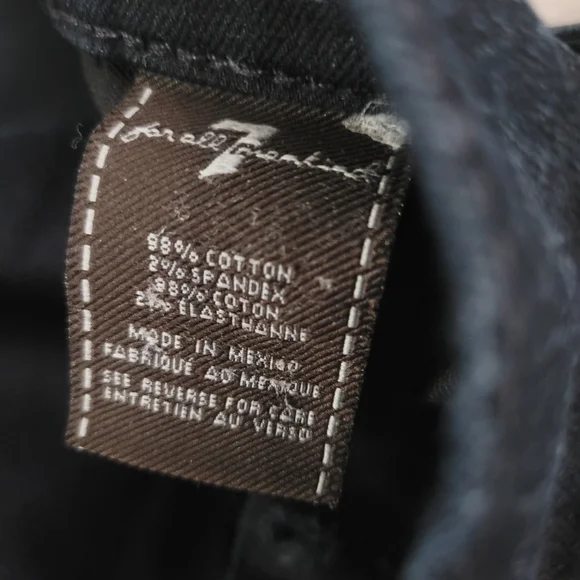 7
for all mankind
98% COTTON
2% SPANDEX
98% COTON
2% ELASTHANNE
MADE IN MEXICO
FABRIQUE AU MEXIQUE
SEE REVERSE FOR CARE
ENTRETIEN AU VERSO